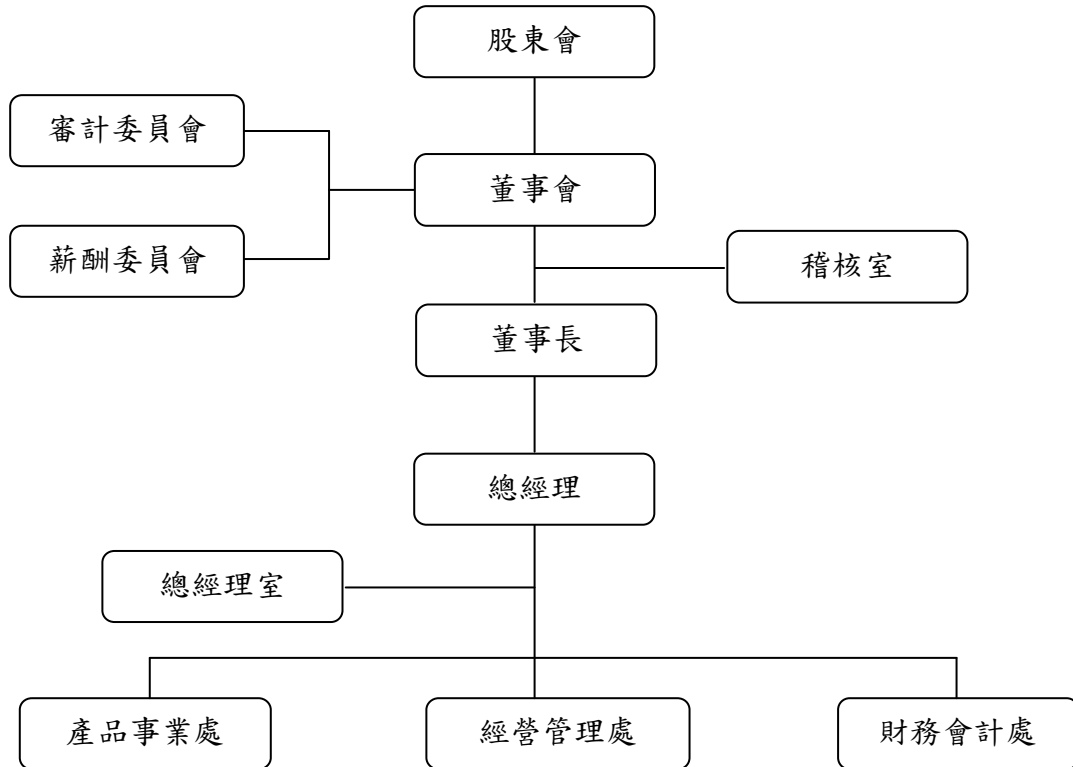 股東會
審計委員會
董事會
薪酬委員會
稽核室
董事長
總經理
總經理室
產品事業處
經營管理處
財務會計處